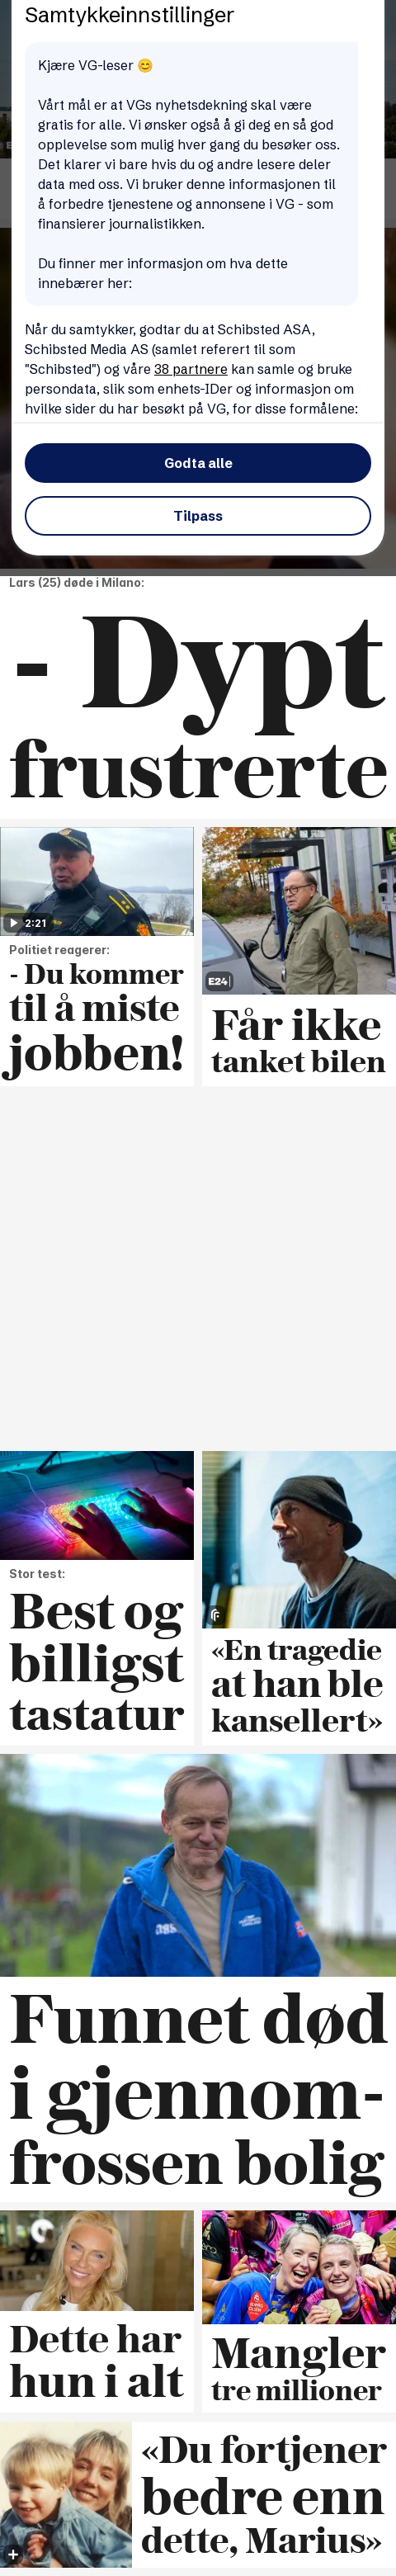 Samtykkeinnstillinger
Kjære VG-leser 😊
Vårt mål er at VGs nyhetsdekning skal være
gratis for alle. Vi ønsker også å gi deg en så god
opplevelse som mulig hver gang du besøker oss.
Det klarer vi bare hvis du og andre lesere deler
data med oss. Vi bruker denne informasjonen til
å forbedre tjenestene og annonsene i VG - som
finansierer journalistikken.
Du finner mer informasjon om hva dette
innebærer her:
Når du samtykker, godtar du at Schibsted ASA,
Schibsted Media AS (samlet referert til som
"Schibsted") og våre 38 partnere kan samle og bruke
persondata, slik som enhets-IDer og informasjon om
hvilke sider du har besøkt på VG, for disse formålene:
Godta alle
Tilpass
Lars (25) døde i Milano:
- Dypt
frustrerte
2:21
Politiet reagerer:
- Du kommer
til å miste
jobben!
E24
Får ikke
tanket bilen
Stor test:
Best og
billigst
tastatur
«En tragedie
at han ble
kansellert»
Funnet død
i gjennom-
frossen bolig
Dette har
hun i alt
Mangler
tre millioner
«Du fortjener
bedre enn
dette, Marius»